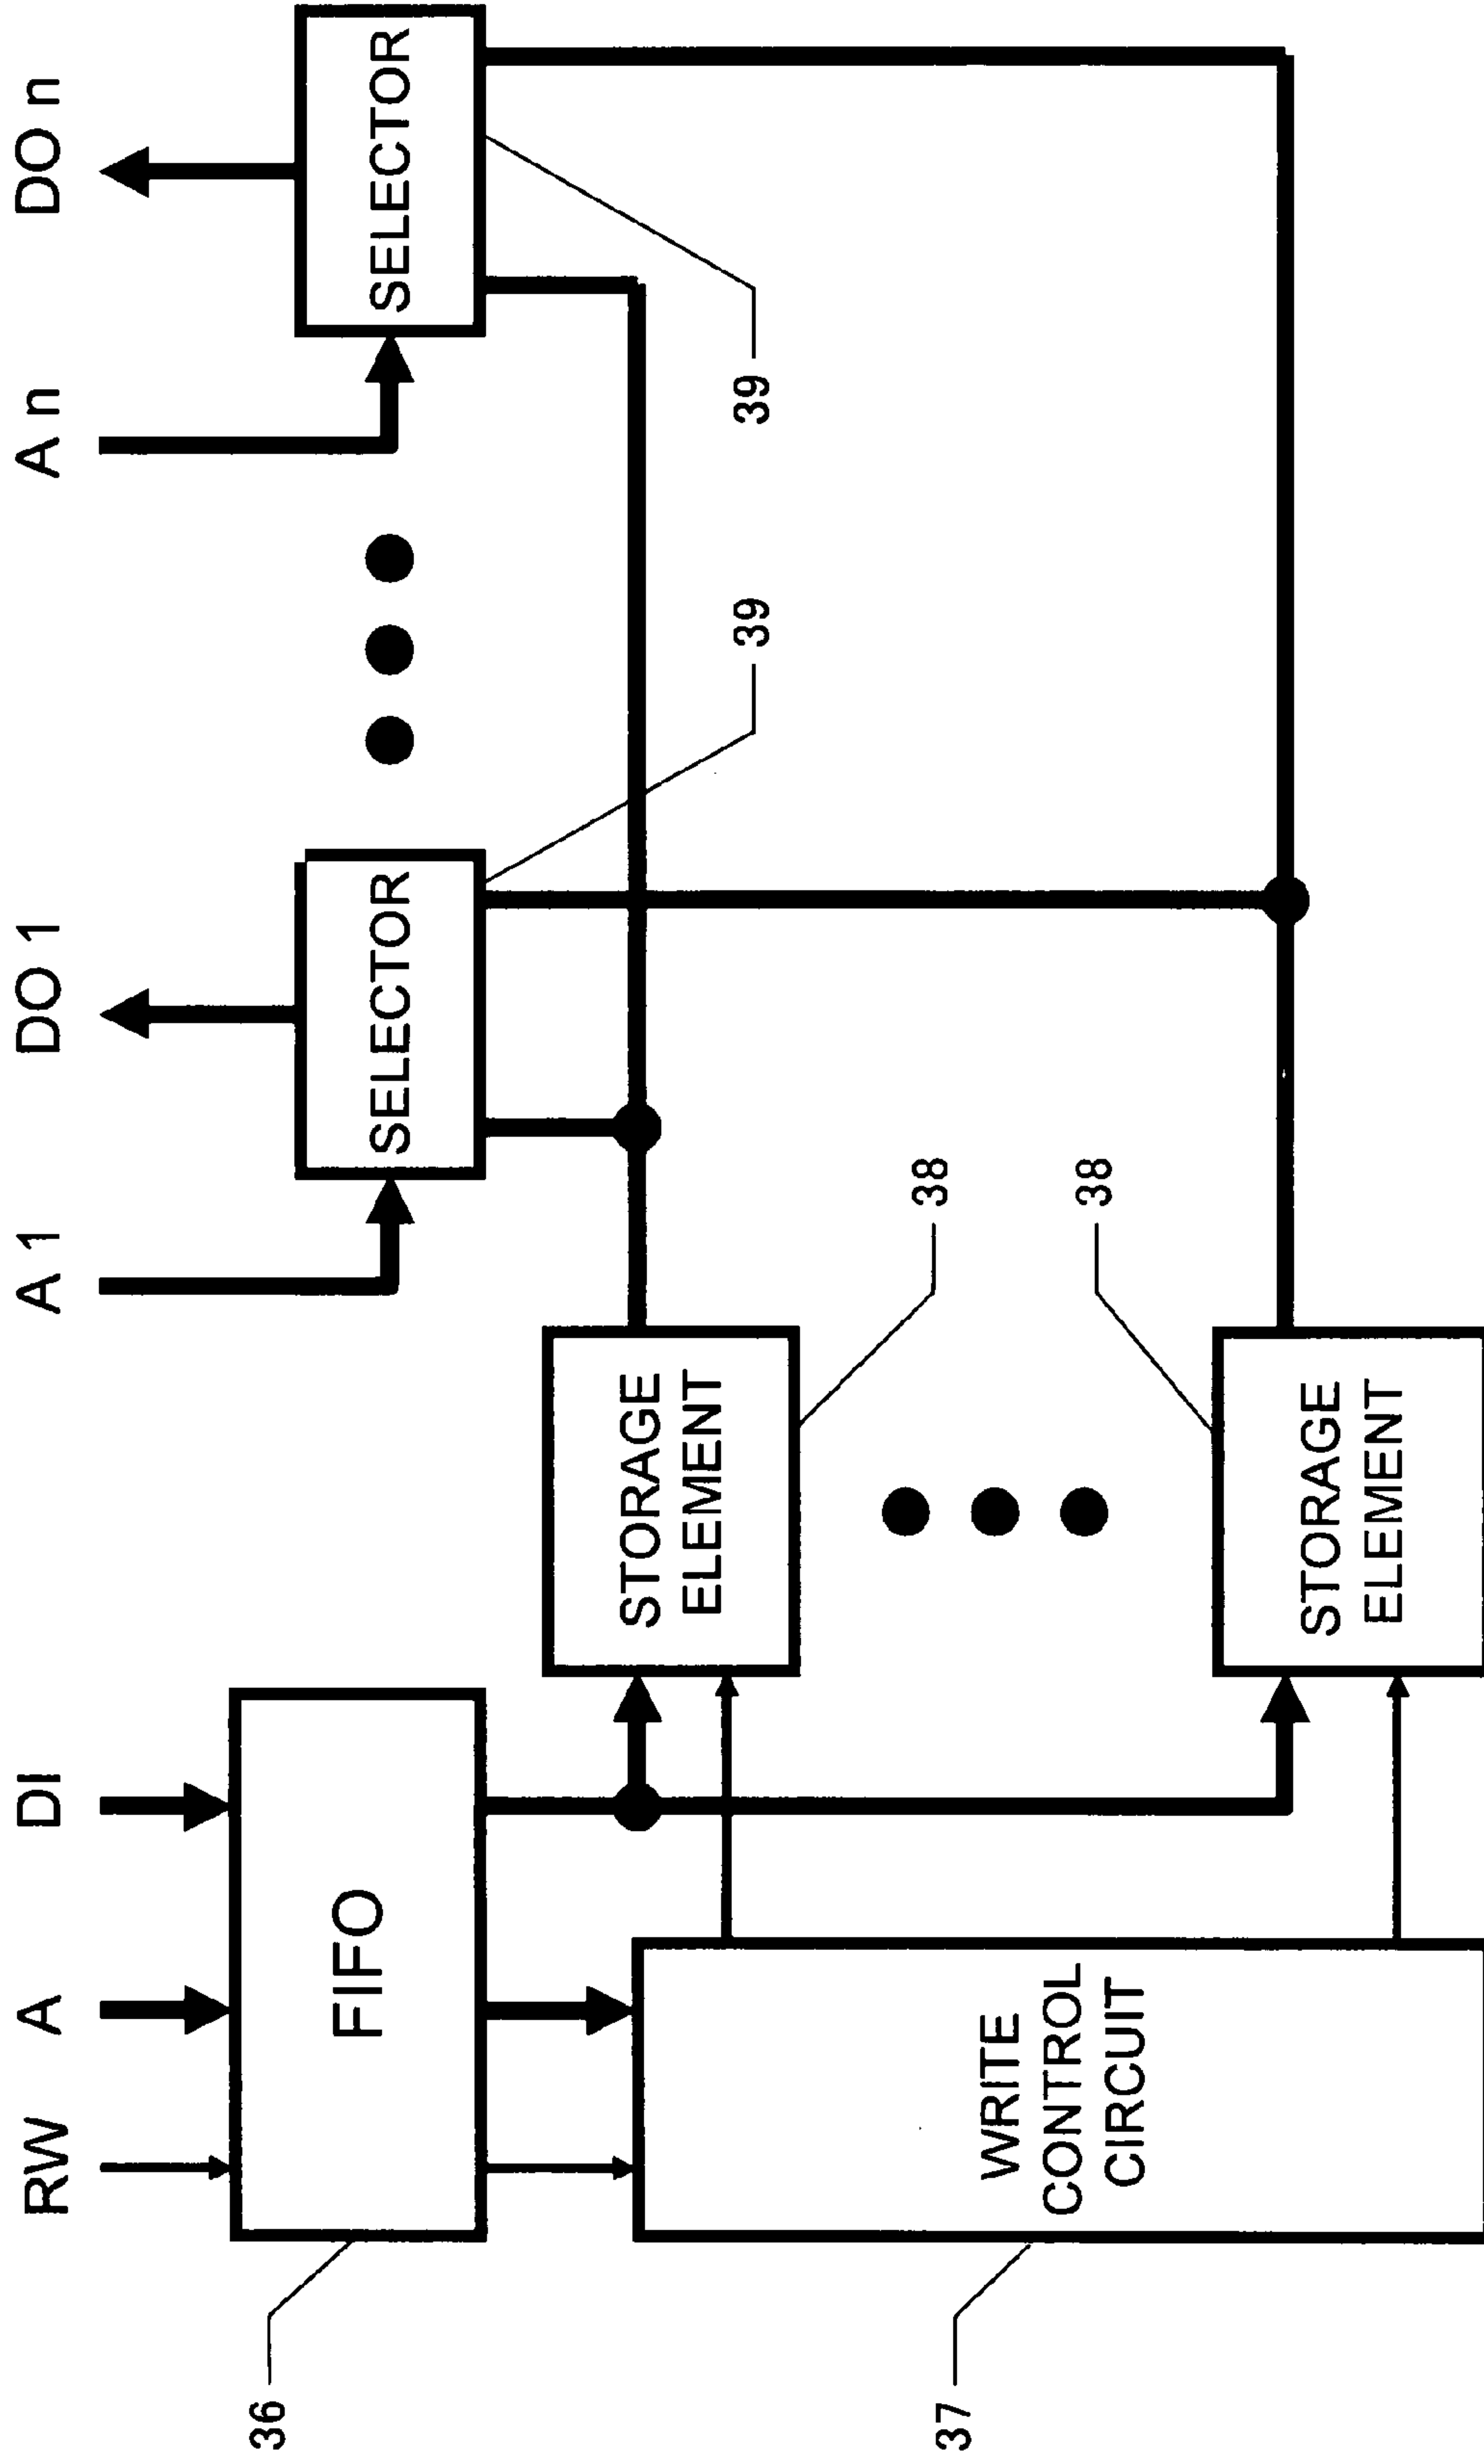 RW
A
DI
A 1
DO 1
A n
DO n
36
FIFO
SELECTOR
SELECTOR
39
39
37
WRITE
CONTROL
CIRCUIT
STORAGE
ELEMENT
38
38
STORAGE
ELEMENT